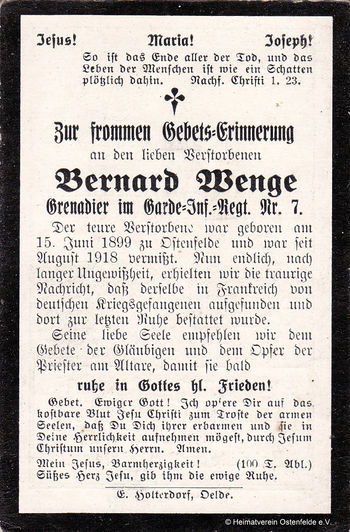 Jesus! Maria! Joseph!
So ist das Ende aller der Tod, und das
Leben der Menschen ist wie ein Schatten
plötzlich dahin. Nachf. Christi 1. 23.
Zur frommen Gebets-Erinnerung
an den lieben Verstorbenen
Bernard Wenge
Grenadier im Garde-Inf.-Regt. Nr. 7.
Der teure Verstorbene war geboren am
15. Juni 1899 zu Ostenfelde und war seit
August 1918 vermißt. Nun endlich, nach
langer Ungewißheit, erhielten wir die traurige
Nachricht, daß derselbe in Frankreich von
deutschen Kriegsgefangenen aufgefunden und
dort zur letzten Ruhe bestattet wurde.
Seine liebe Seele empfehlen wir dem
Gebete der Gläubigen und dem Opfer der
Priester am Altare, damit sie bald
ruhe in Gottes hl. Frieden!
Gebet. Ewiger Gott! Ich opfere Dir auf das
kostbare Blut Jesu Christi zum Troste der armen
Seelen, daß Du Dich ihrer erbarmen und sie in
Deine Herrlichkeit aufnehmen mögest, durch Jesum
Christum unsern Herrn. Amen.
Mein Jesus, Barmherzigkeit! (100 T. Abl.)
Süßes Herz Jesu, gib ihm die ewige Ruhe.
E. Holterdorf, Oelde.
© Heimatverein Ostenfelde e.V.